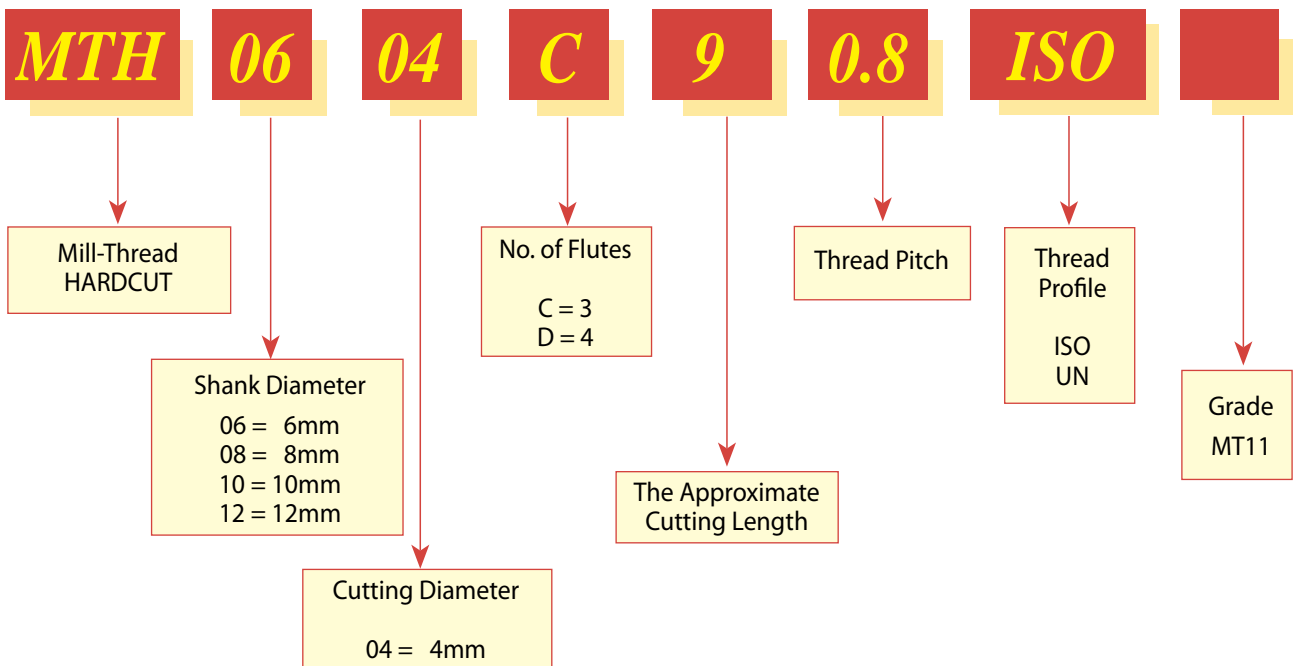 MTH 06 04 C 9 0.8 ISO
Mill-Thread
HARDCUT
Shank Diameter
06 = 6mm
08 = 8mm
10 = 10mm
12 = 12mm
Cutting Diameter
04 = 4mm
No. of Flutes
C = 3
D = 4
The Approximate
Cutting Length
Thread Pitch
Thread
Profile
ISO
UN
Grade
MT11